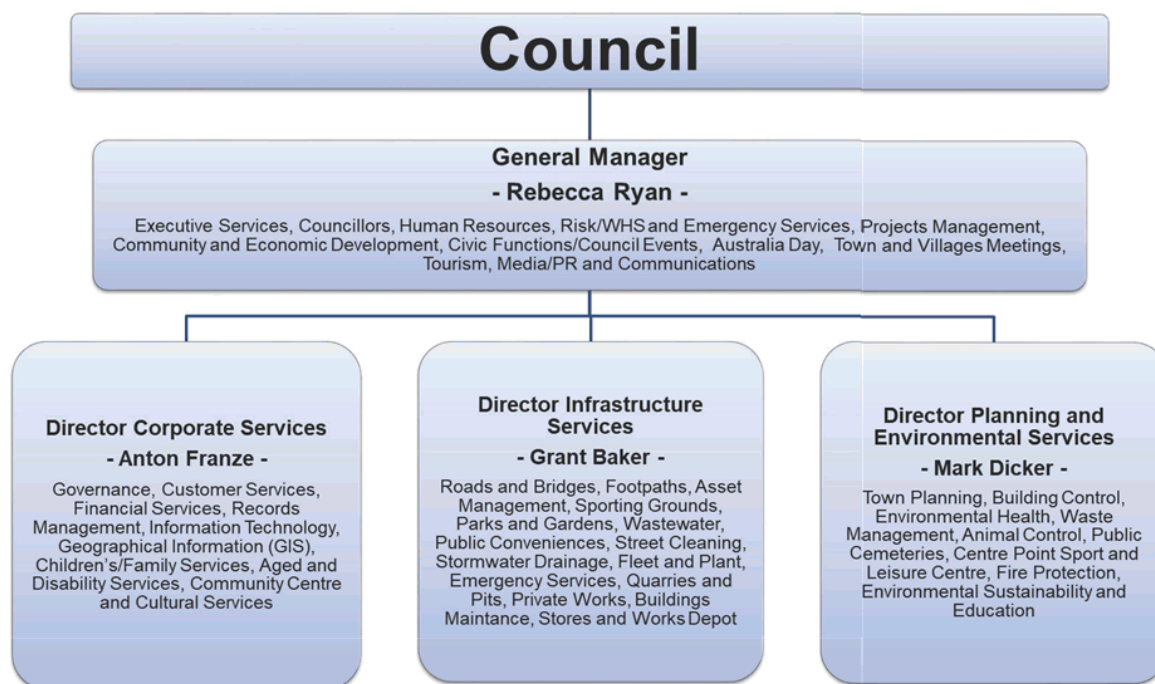 Council
General Manager
- Rebecca Ryan -
Executive Services, Councillors, Human Resources, Risk/WHS and Emergency Services, Projects Management,
Community and Economic Development, Civic Functions/Council Events, Australia Day, Town and Villages Meetings,
Tourism, Media/PR and Communications
Director Corporate Services
- Anton Franze -
Governance, Customer Services,
Financial Services, Records
Management, Information Technology,
Geographical Information (GIS),
Children's/Family Services, Aged and
Disability Services, Community Centre
and Cultural Services
Director Infrastructure
Services
- Grant Baker -
Roads and Bridges, Footpaths, Asset
Management, Sporting Grounds,
Parks and Gardens, Wastewater,
Public Conveniences, Street Cleaning,
Stormwater Drainage, Fleet and Plant,
Emergency Services, Quarries and
Pits, Private Works, Buildings
Maintance, Stores and Works Depot
Director Planning and
Environmental Services
- Mark Dicker -
Town Planning, Building Control,
Environmental Health, Waste
Management, Animal Control, Public
Cemeteries, Centre Point Sport and
Leisure Centre, Fire Protection,
Environmental Sustainability and
Education